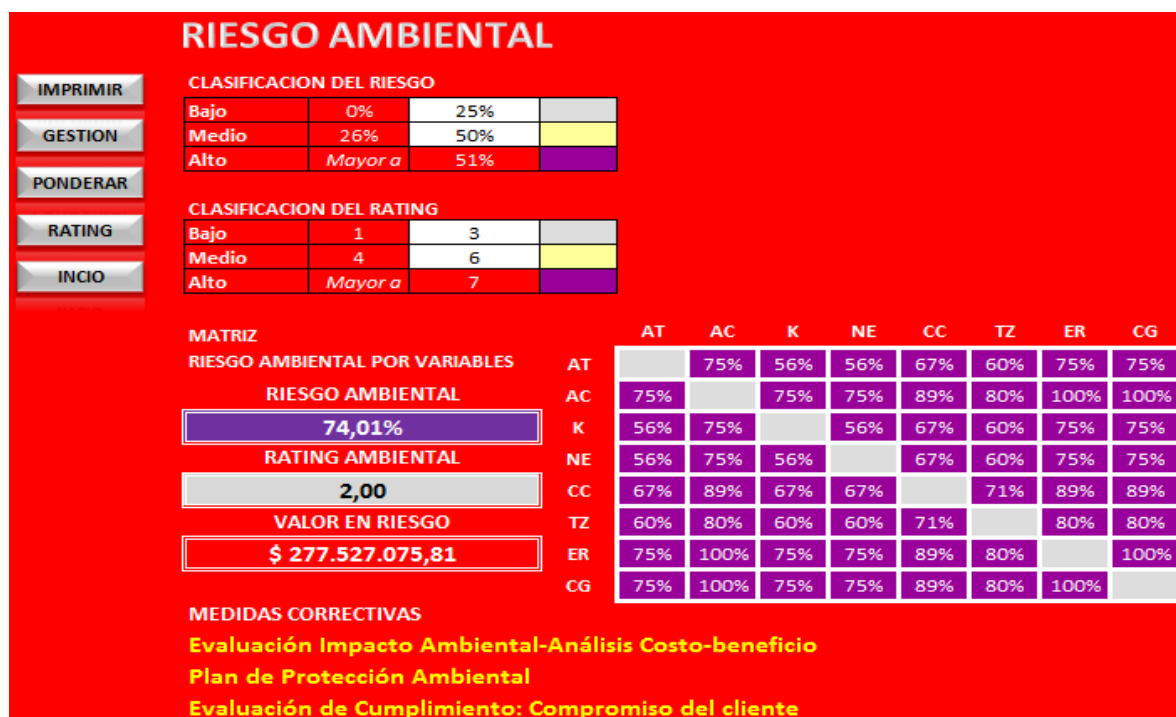 RIESGO AMBIENTAL
IMPRIMIR
GESTION
PONDERAR
RATING
INCIO
CLASIFICACION DEL RIESGO
Bajo 0% 25%
Medio 26% 50%
Alto Mayor a 51%
CLASIFICACION DEL RATING
Bajo 1 3
Medio 4 6
Alto Mayor a 7
MATRIZ
RIESGO AMBIENTAL POR VARIABLES
RIESGO AMBIENTAL
74,01%
RATING AMBIENTAL
2,00
VALOR EN RIESGO
$ 277.527.075,81
AT AC K NE CC TZ ER CG
AT 75% 56% 56% 67% 60% 75% 75%
AC 75% 75% 75% 89% 80% 100% 100%
K 56% 75% 56% 67% 60% 75% 75%
NE 56% 75% 56% 67% 60% 75% 75%
CC 67% 89% 67% 67% 71% 89% 89%
TZ 60% 80% 60% 60% 71% 80% 80%
ER 75% 100% 75% 75% 89% 80% 100%
CG 75% 100% 75% 75% 89% 80% 100%
MEDIDAS CORRECTIVAS
Evaluación Impacto Ambiental-Análisis Costo-beneficio
Plan de Protección Ambiental
Evaluación de Cumplimiento: Compromiso del cliente